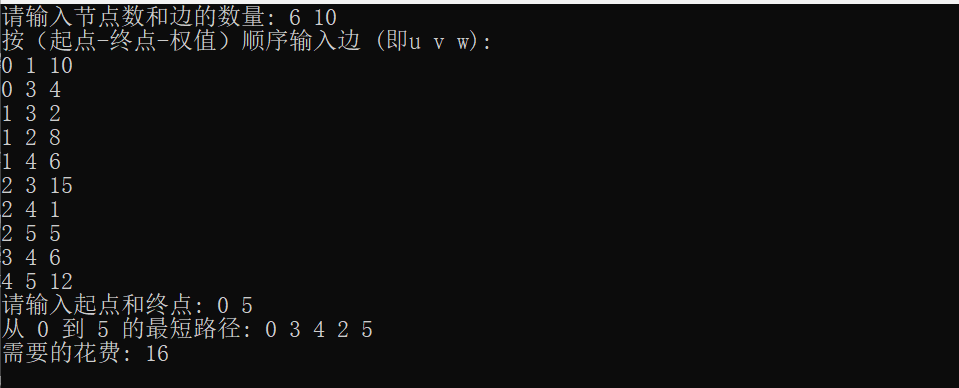 请输入节点数和边的数量: 6 10
按（起点-终点-权值）顺序输入边 (即u v w):
0 1 10
0 3 4
1 3 2
1 2 8
1 4 6
2 3 15
2 4 1
2 5 5
3 4 6
4 5 12
请输入起点和终点: 0 5
从 0 到 5 的最短路径: 0 3 4 2 5
需要的花费: 16